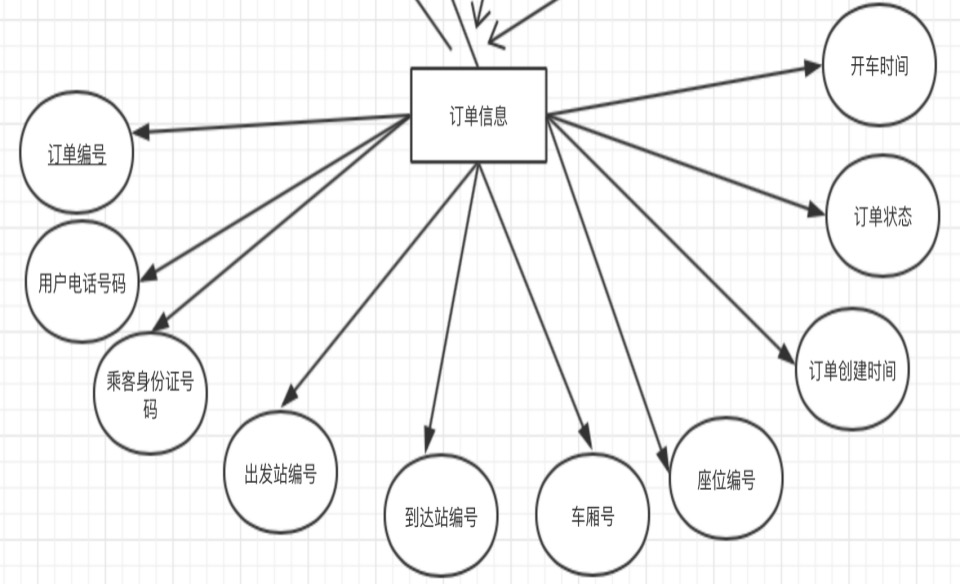 开车时间
订单信息
订单编号
订单状态
用户电话号码
乘客身份证号
码
订单创建时间
出发站编号
到达站编号
车厢号
座位编号